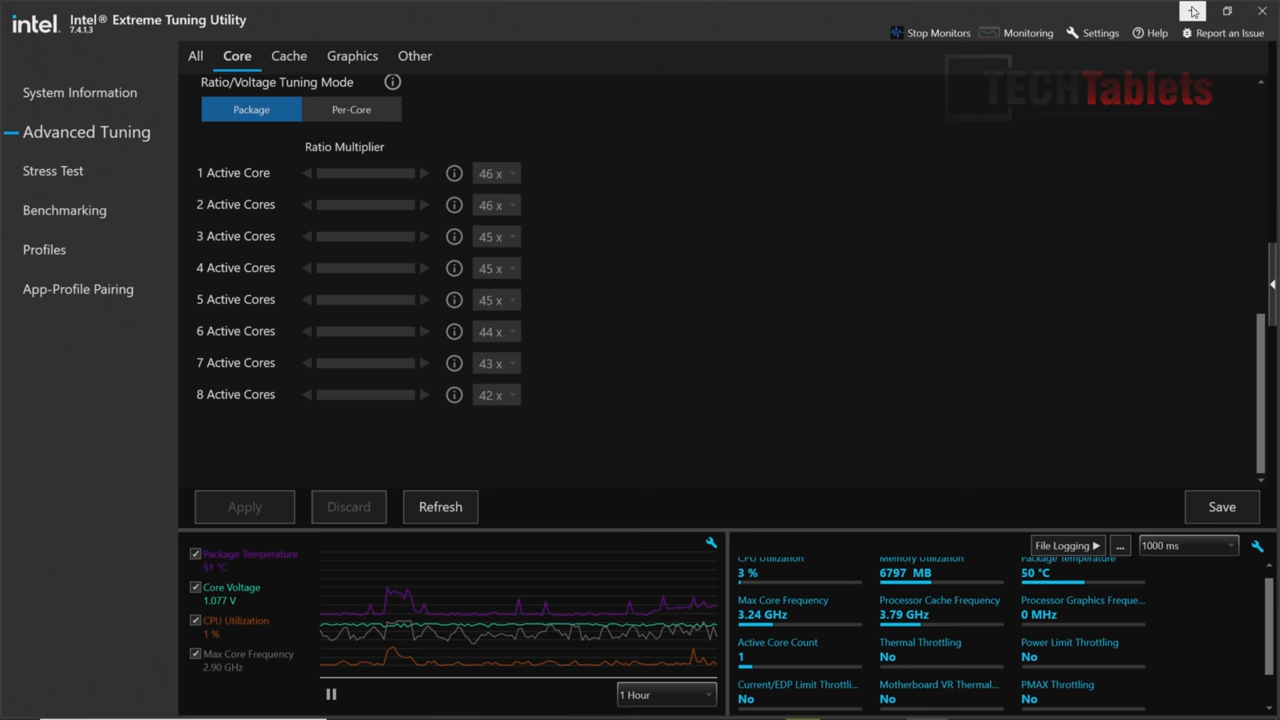 intel.
Intel® Extreme Tuning Utility
7.4.1.3
Stop Monitors
Monitoring
Settings
Help
Report an Issue
TECHTablets
All
Core
Cache
Graphics
Other
System Information
Advanced Tuning
Stress Test
Benchmarking
Profiles
App-Profile Pairing
Ratio/Voltage Tuning Mode
Package
Per-Core
Ratio Multiplier
1 Active Core 46 x
2 Active Cores 46 x
3 Active Cores 45 x
4 Active Cores 45 x
5 Active Cores 45 x
6 Active Cores 44 x
7 Active Cores 43 x
8 Active Cores 42 x
Apply
Discard
Refresh
Save
Package Temperature
51 °C
Core Voltage
1.077 V
CPU Utilization
1 %
Max Core Frequency
2.90 GHz
1 Hour
File Logging
...
1000 ms
CPU Utilization Memory Utilization Package Temperature
3 % 6797 MB 50 °C
Max Core Frequency Processor Cache Frequency Processor Graphics Freque...
3.24 GHz 3.79 GHz 0 MHz
Active Core Count Thermal Throttling Power Limit Throttling
1 No No
Current/EDP Limit Throttli... Motherboard VR Thermal... PMAX Throttling
No No No